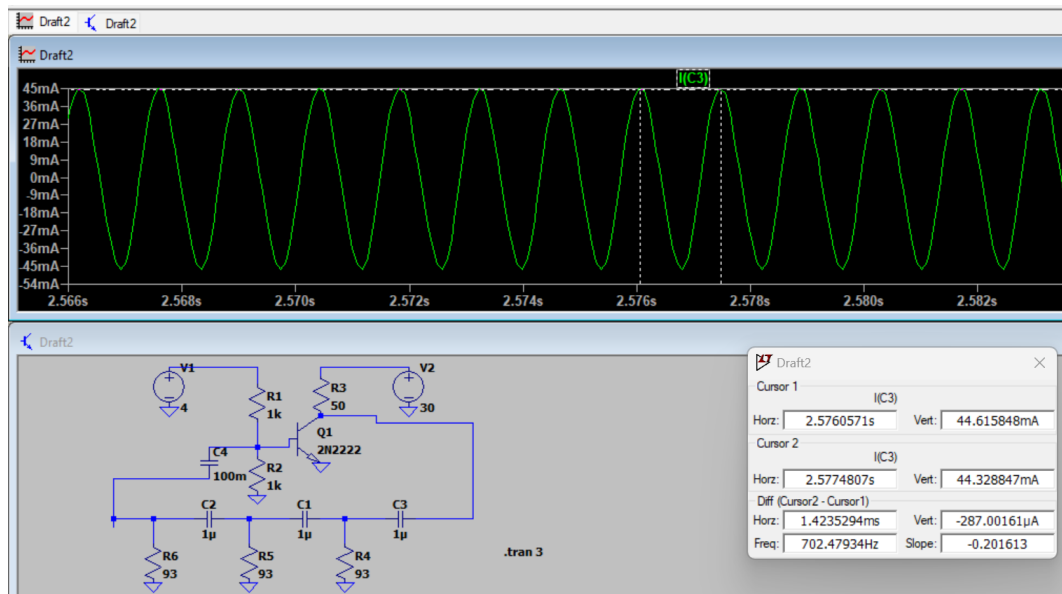 Draft2 Draft2
Draft2
I(C3)
45mA
36mA
27mA
18mA
9mA
0mA
-9mA
-18mA
-27mA
-36mA
-45mA
-54mA
2.566s 2.568s 2.570s 2.572s 2.574s 2.576s 2.578s 2.580s 2.582s
Draft2
V1
4
R1
1k
R3
50
V2
30
Q1
2N2222
C4
100m
R2
1k
C2
1µ
C1
1µ
C3
1µ
R6
93
R5
93
R4
93
.tran 3
Draft2
Cursor 1
I(C3)
Horz: 2.5760571s Vert: 44.615848mA
Cursor 2
I(C3)
Horz: 2.5774807s Vert: 44.328847mA
Diff (Cursor2 - Cursor1)
Horz: 1.4235294ms Vert: -287.00161µA
Freq: 702.47934Hz Slope: -0.201613